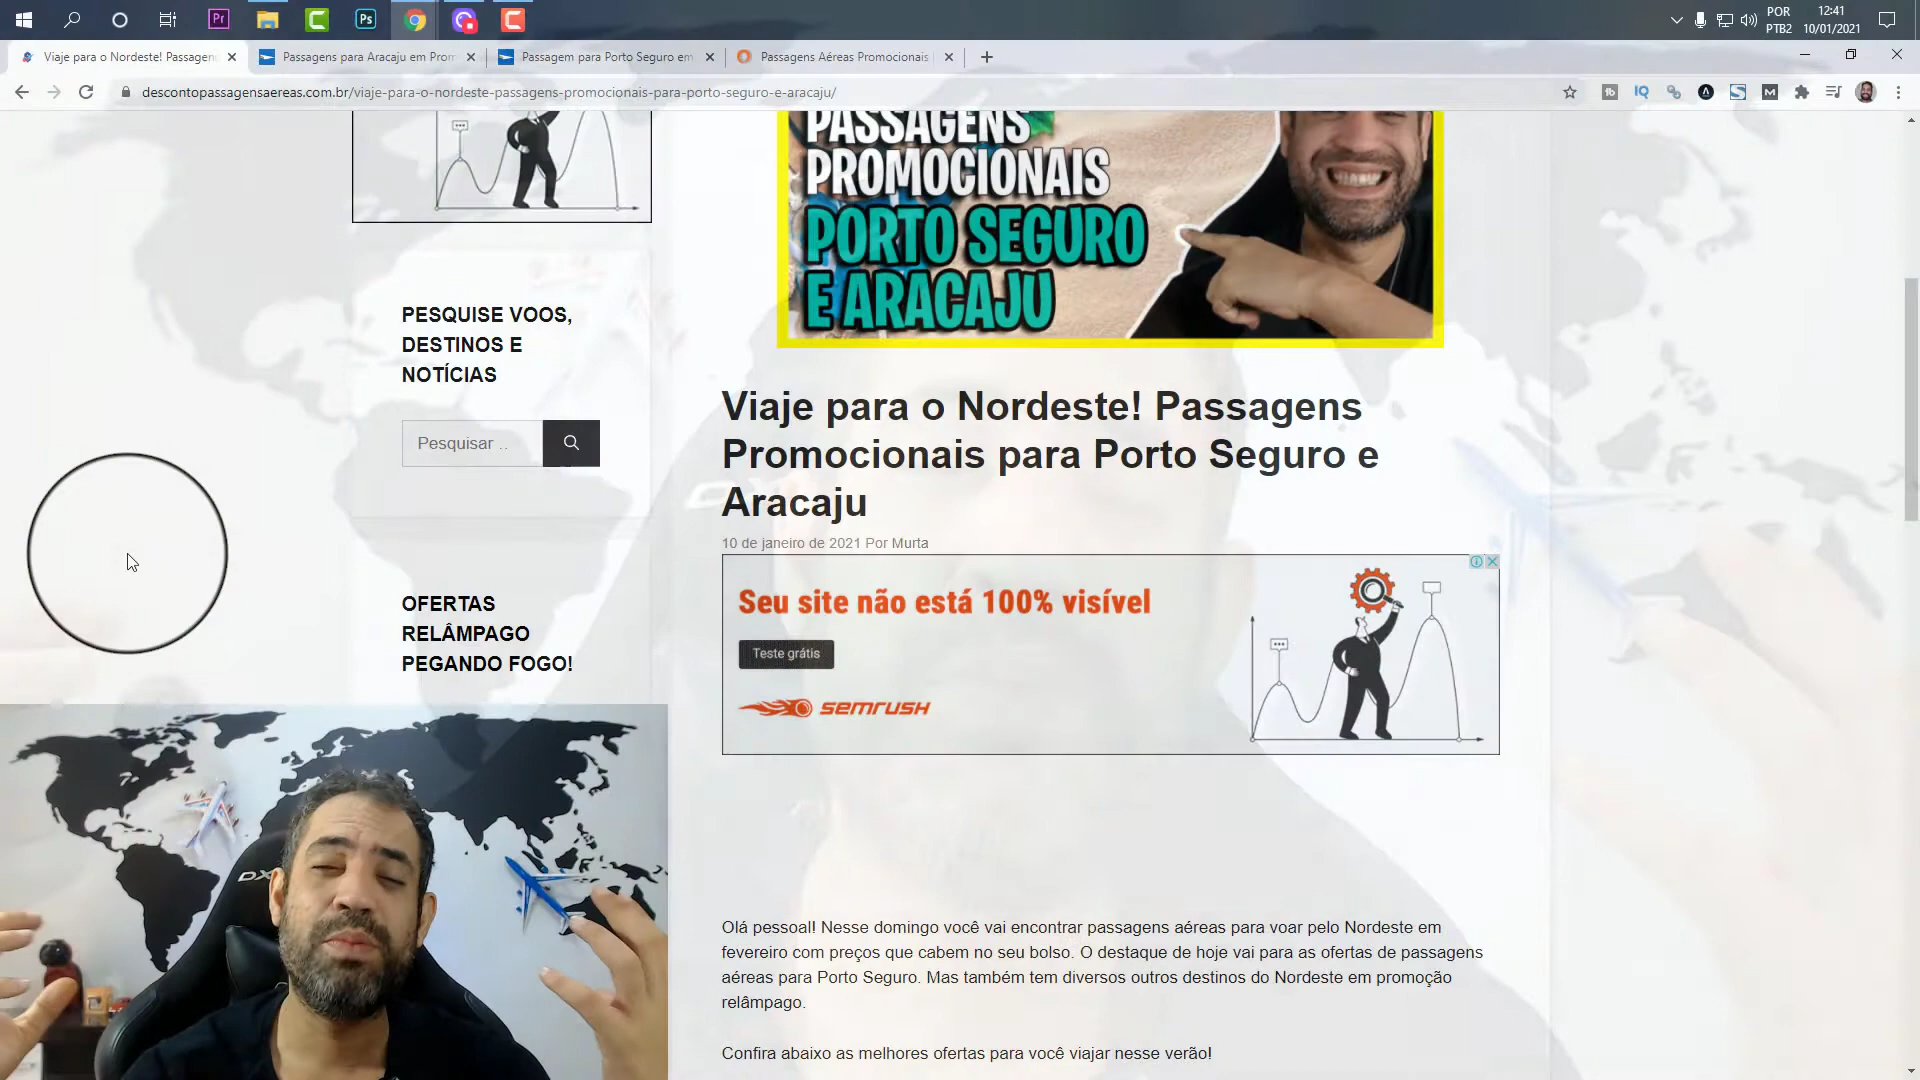 Pr
Ps
POR
PTB2
12:41
10/01/2021
Viaje para o Nordeste! Passagen
Passagens para Aracaju em Prom
Passagem para Porto Seguro em
Passagens Aéreas Promocionais
descontopassagensaereas.com.br/viaje-para-o-nordeste-passagens-promocionais-para-porto-seguro-e-aracaju/
IQ
PASSAGENS
PROMOCIONAIS
PORTO SEGURO
E ARACAJU
PESQUISE VOOS,
DESTINOS E
NOTÍCIAS
Pesquisar ..
OFERTAS
RELÂMPAGO
PEGANDO FOGO!
Viaje para o Nordeste! Passagens
Promocionais para Porto Seguro e
Aracaju
10 de janeiro de 2021 Por Murta
Seu site não está 100% visível
Teste grátis
SEMRUSH
Olá pessoal! Nesse domingo você vai encontrar passagens aéreas para voar pelo Nordeste em
fevereiro com preços que cabem no seu bolso. O destaque de hoje vai para as ofertas de passagens
aéreas para Porto Seguro. Mas também tem diversos outros destinos do Nordeste em promoção
relâmpago.
Confira abaixo as melhores ofertas para você viajar nesse verão!